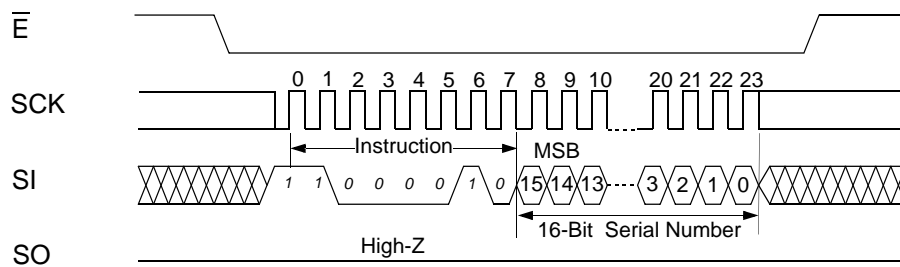 E
0 1 2 3 4 5 6 7 8 9 10 20 21 22 23
SCK
Instruction
MSB
SI
1 1 0 0 0 0 1 0 15 14 13 3 2 1 0
16-Bit Serial Number
High-Z
SO